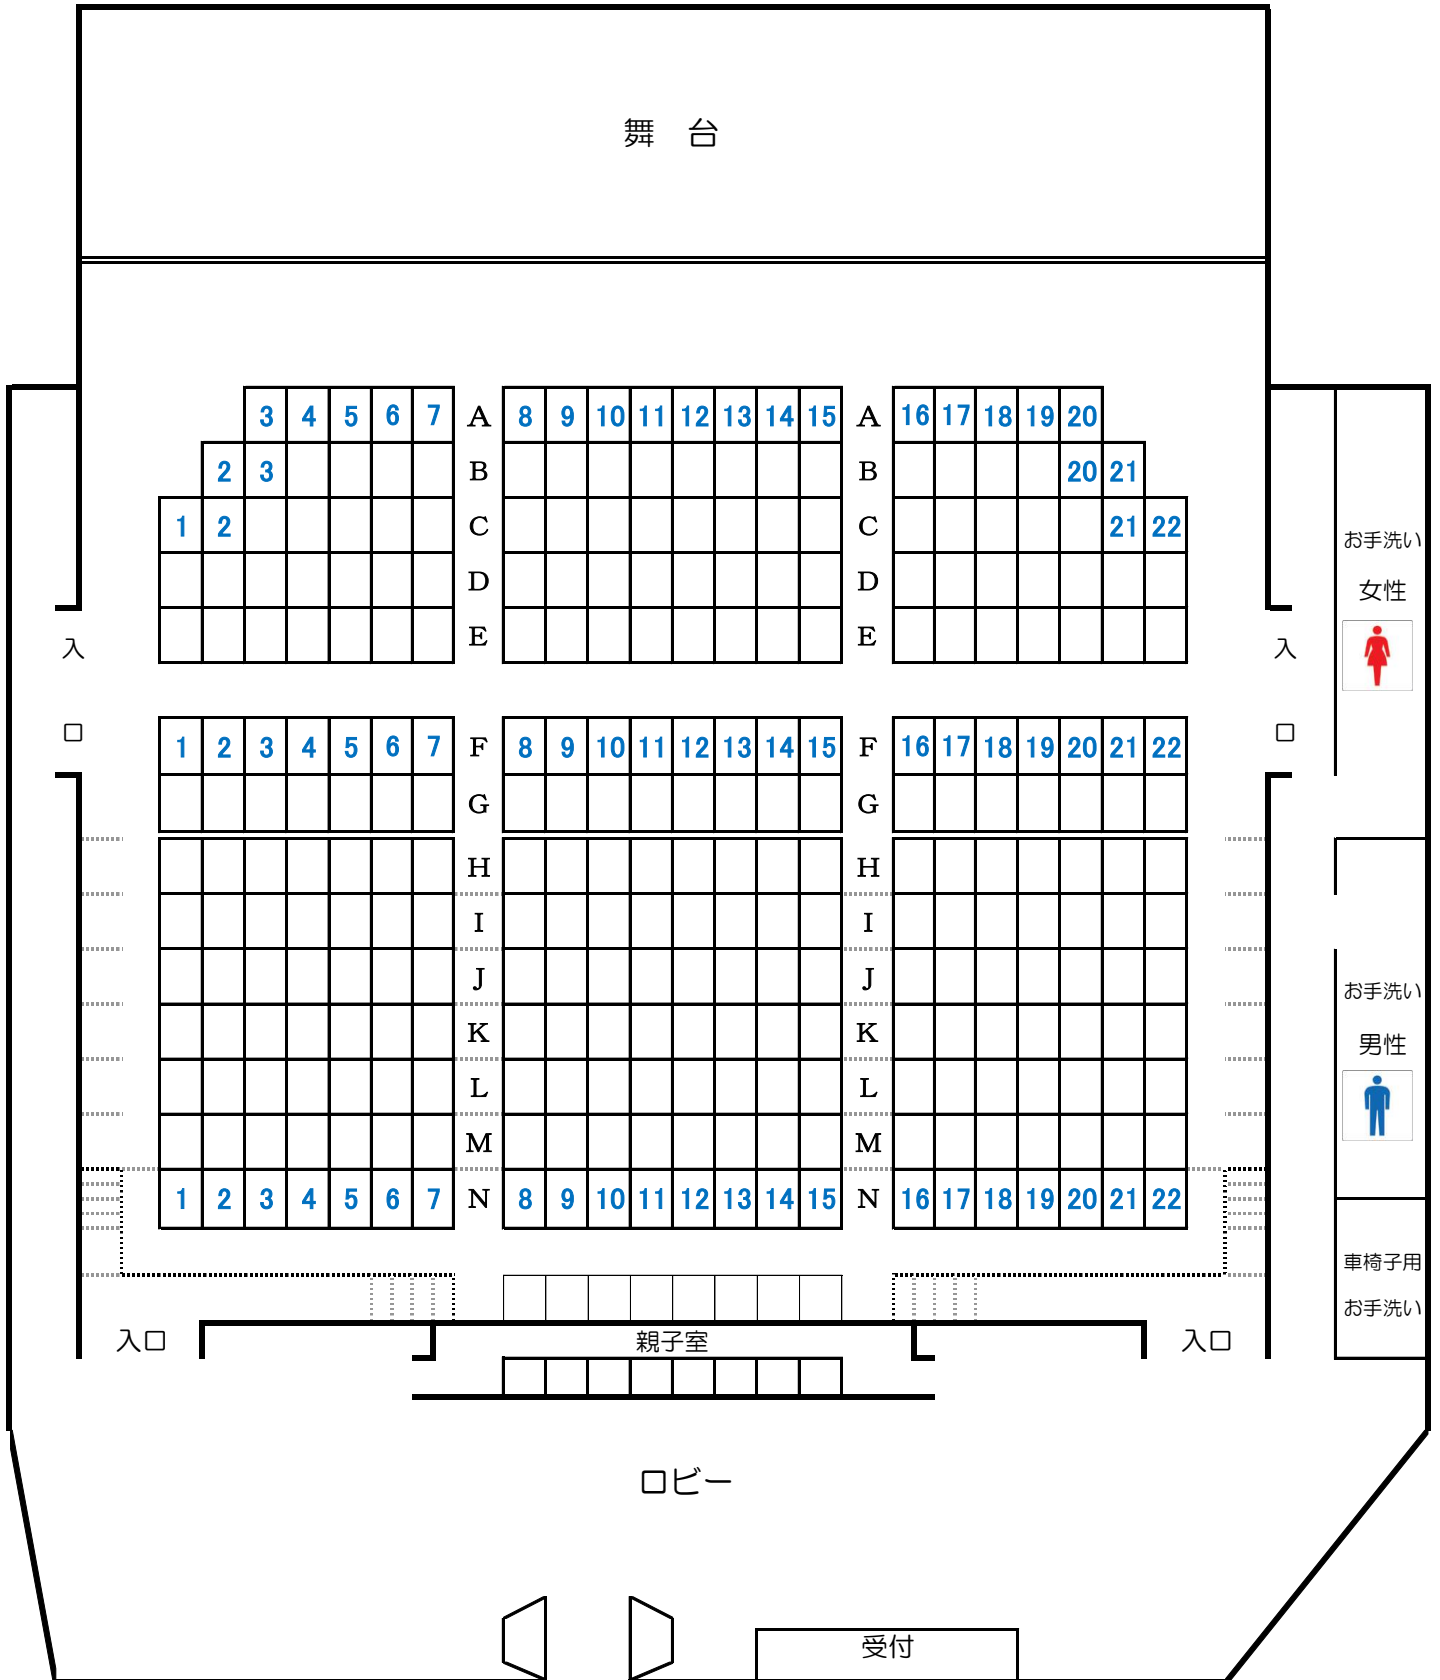 舞 台
3 4 5 6 7 A 8 9 10 11 12 13 14 15 A 16 17 18 19 20
2 3 B B 20 21
1 2 C C 21 22
お手洗い
女性
D D
E E
入口
入口
1 2 3 4 5 6 7 F 8 9 10 11 12 13 14 15 F 16 17 18 19 20 21 22
G G
H H
I I
J J
お手洗い
男性
K K
L L
M M
1 2 3 4 5 6 7 N 8 9 10 11 12 13 14 15 N 16 17 18 19 20 21 22
車椅子用
お手洗い
入口 親子室 入口
ロビー
受付